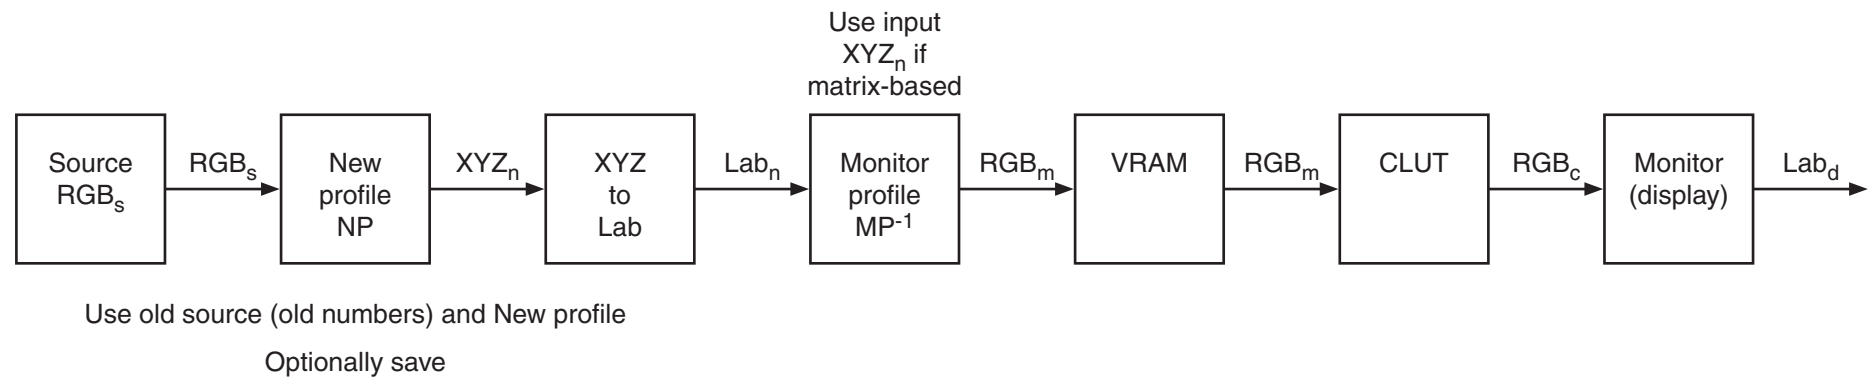 Use input
XYZn if
matrix-based
Source
RGBs
RGBs
New
profile
NP
XYZn
XYZ
to
Lab
Labn
Monitor
profile
MP-1
RGBm
VRAM
RGBm
CLUT
RGBc
Monitor
(display)
Labd
Use old source (old numbers) and New profile
Optionally save